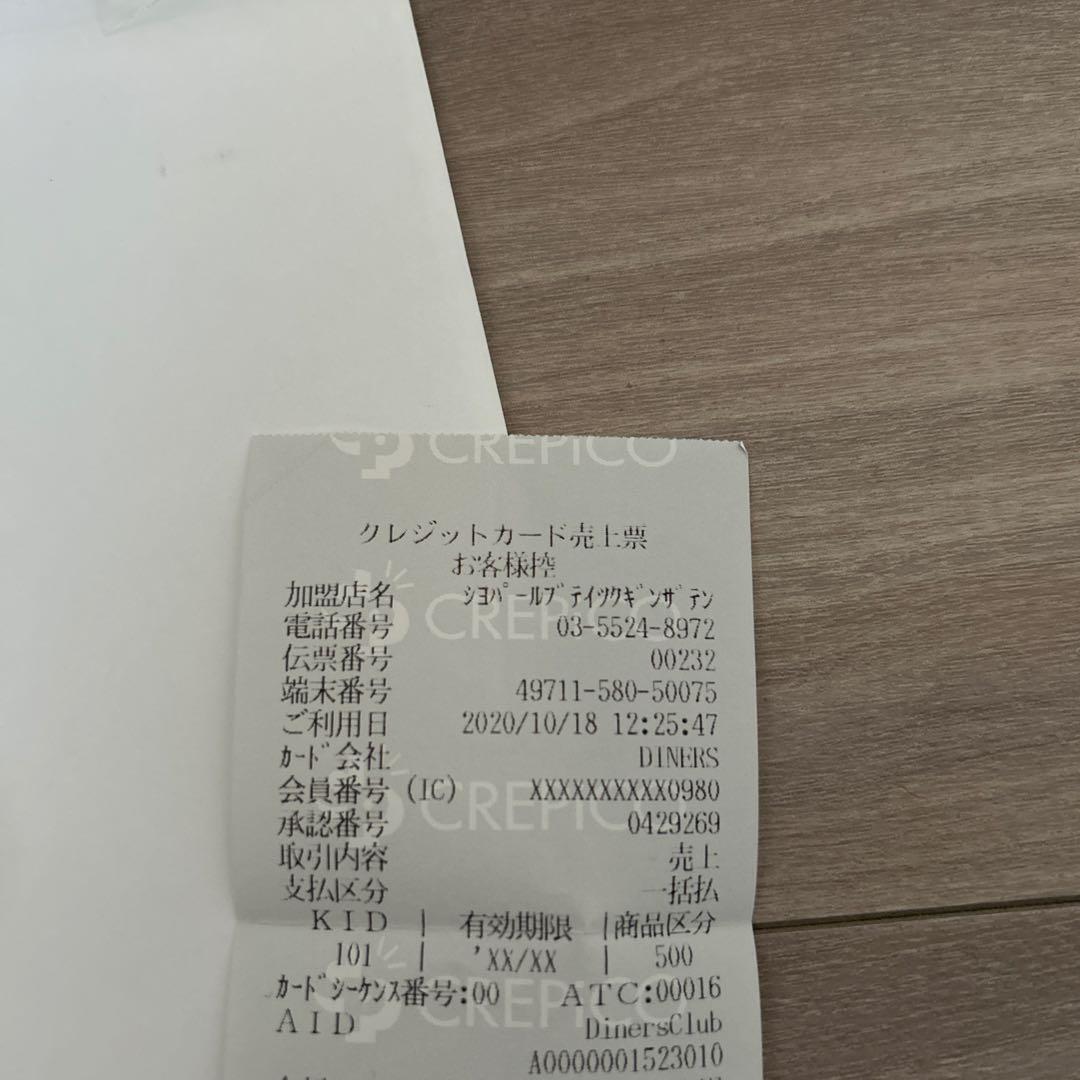 CREPICO
クレジットカード売上票
お客様控
加盟店名 ｼﾖﾊﾟｰﾙﾌﾞﾃｲﾂｸｷﾞﾝｻﾞﾃﾝ
電話番号 03-5524-8972
伝票番号 00232
端末番号 49711-580-50075
ご利用日 2020/10/18 12:25:47
ｶｰﾄﾞ会社 DINERS
会員番号(IC) XXXXXXXXXX0980
承認番号 0429269
取引内容 売上
支払区分 一括払
ＫＩＤ | 有効期限 |商品区分
101 | 'XX/XX | 500
ｶｰﾄﾞｼｰｹﾝｽ番号:00 ＡＴＣ:00016
ＡＩＤ DinersClub
A0000001523010